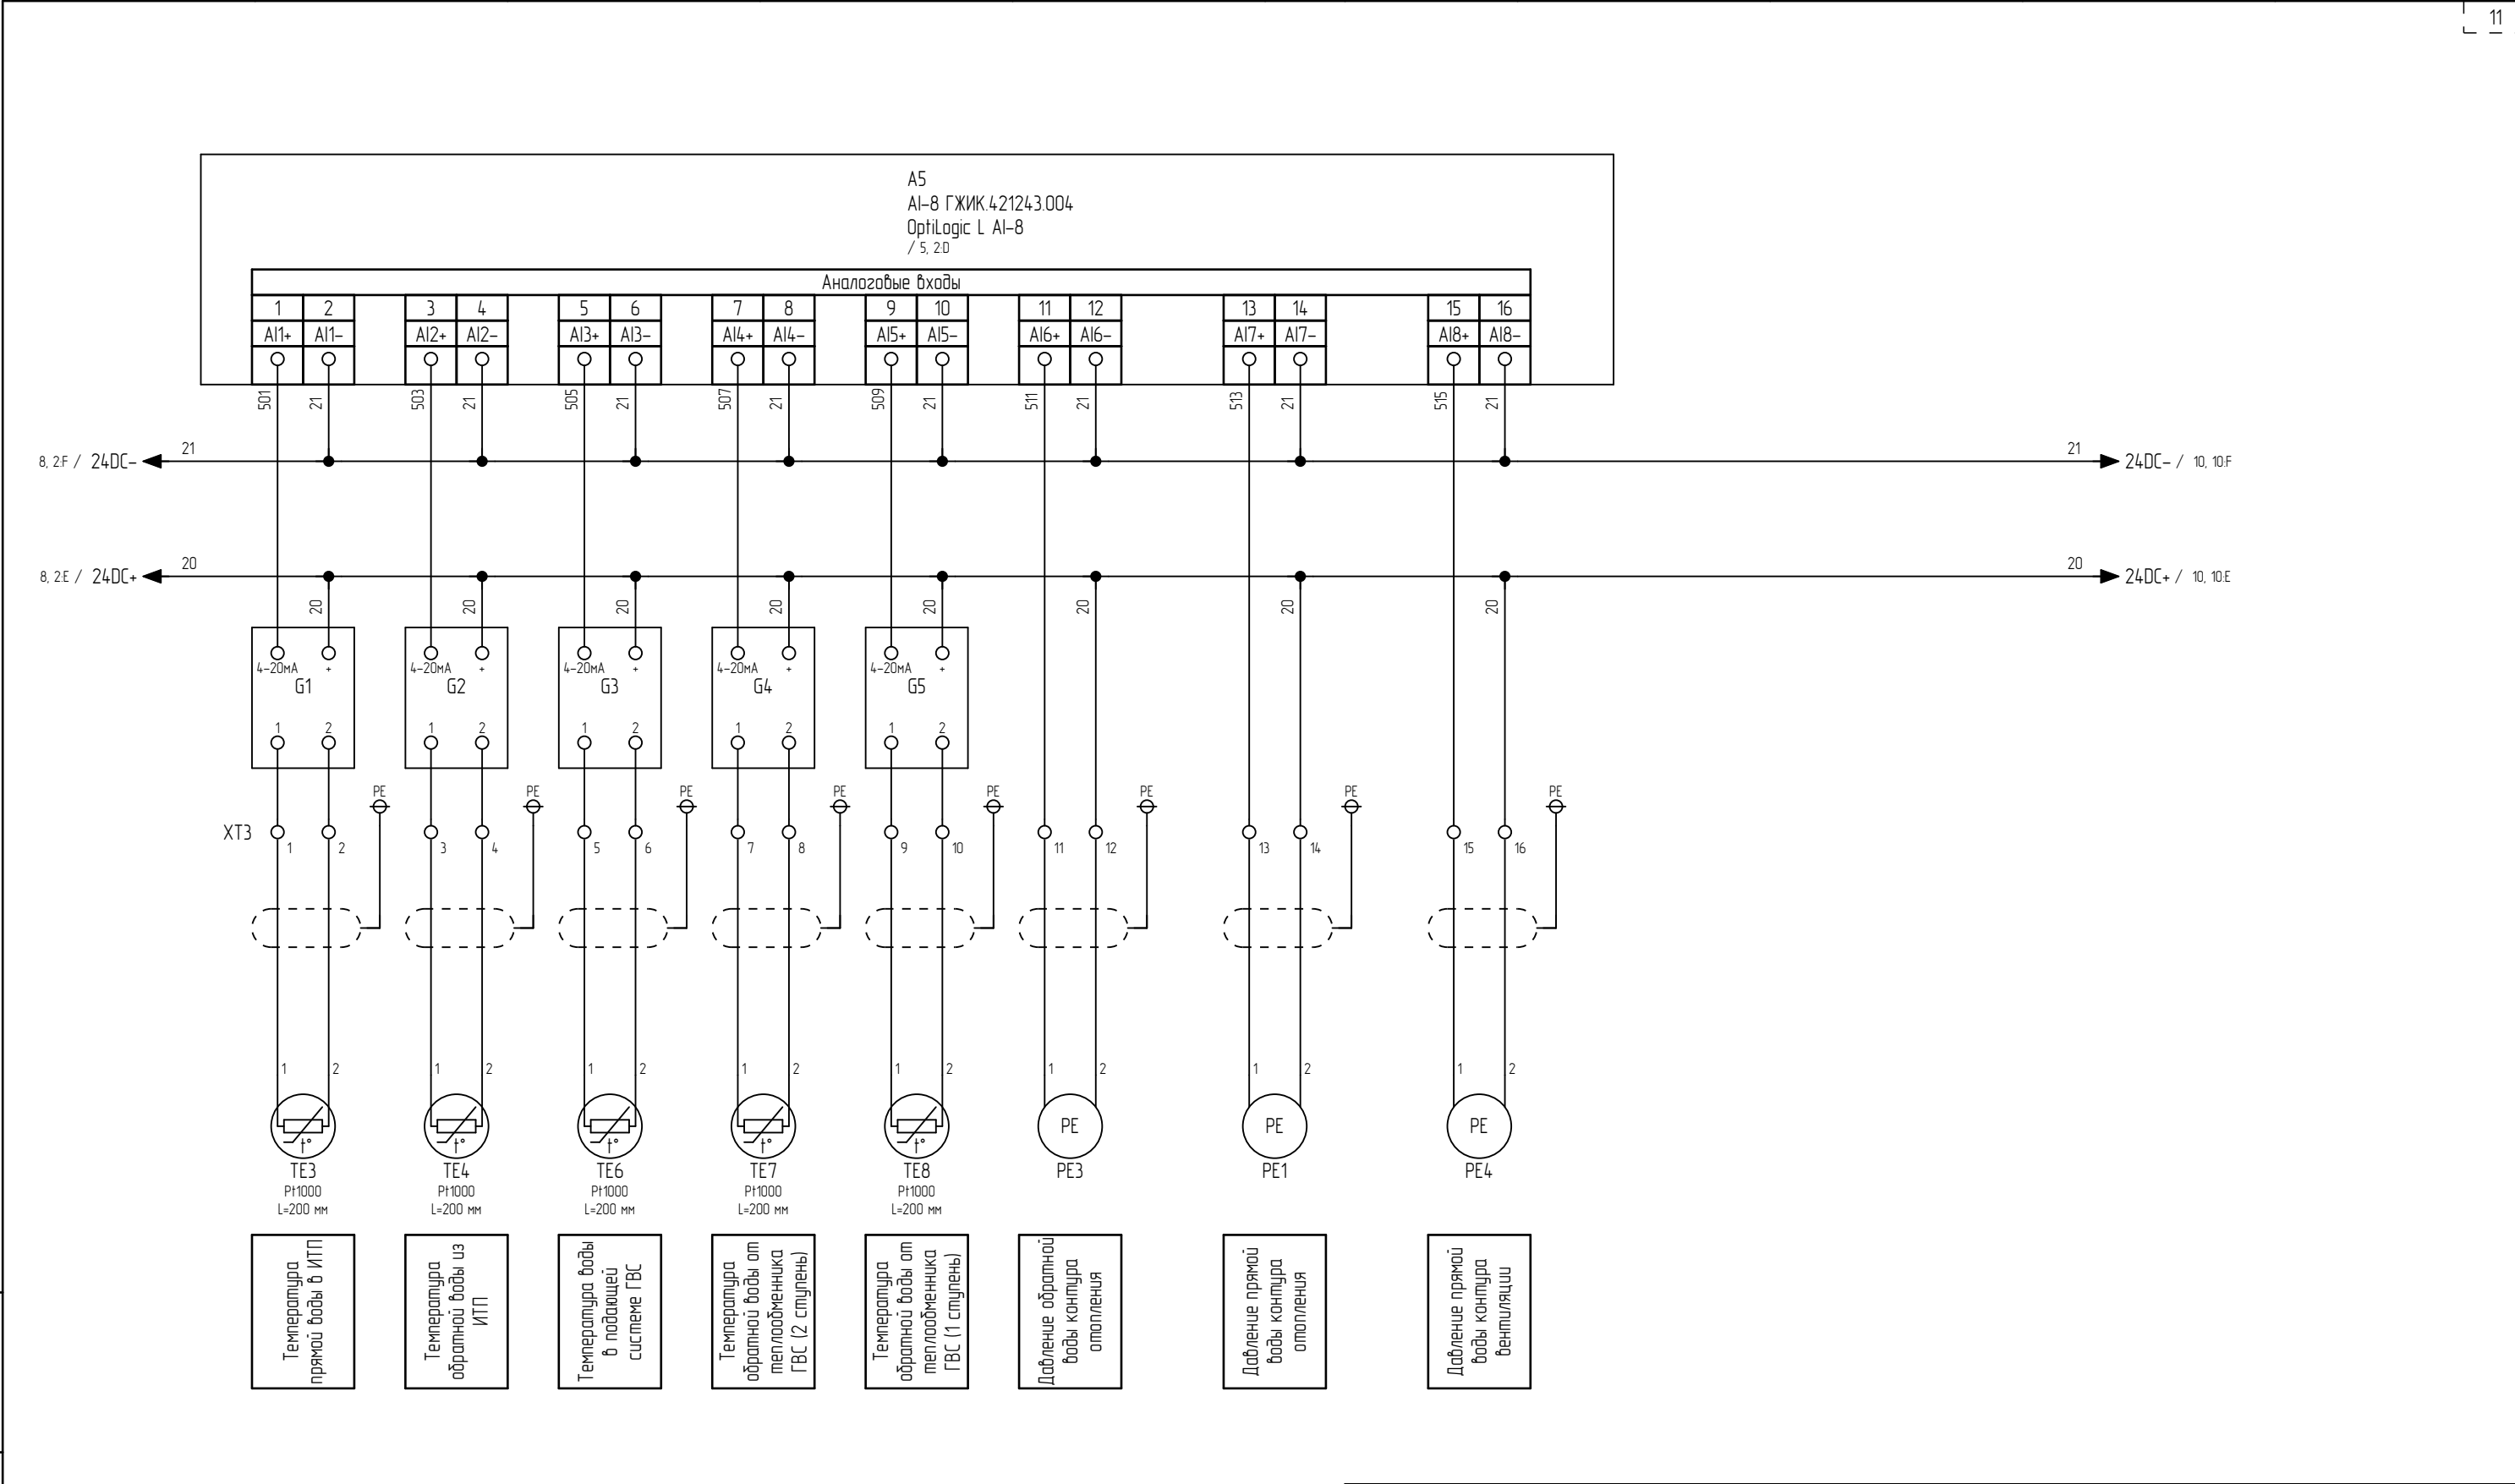 11
A5
AI-8 ГЖИК.421243.004
OptiLogic L AI-8
/ 5, 2:D
Аналоговые входы
1 2 3 4 5 6 7 8 9 10 11 12 13 14 15 16
AI1+ AI1- AI2+ AI2- AI3+ AI3- AI4+ AI4- AI5+ AI5- AI6+ AI6- AI7+ AI7- AI8+ AI8-
501 21 503 21 505 21 507 21 509 21 511 21 513 21 515 21
8, 2:F / 24DC- 21 21 24DC- / 10, 10:F
8, 2:E / 24DC+ 20 20 24DC+ / 10, 10:E
20 20 20 20 20 20 20 20
4-20мА + 4-20мА + 4-20мА + 4-20мА + 4-20мА +
G1 G2 G3 G4 G5
1 2 1 2 1 2 1 2 1 2
PE PE PE PE PE PE PE PE
XT3
1 2 3 4 5 6 7 8 9 10 11 12 13 14 15 16
1 2 1 2 1 2 1 2 1 2 1 2 1 2 1 2
t° t° t° t° t° PE PE PE
TE3 TE4 TE6 TE7 TE8 PE3 PE1 PE4
Pt1000 Pt1000 Pt1000 Pt1000 Pt1000
L=200 мм L=200 мм L=200 мм L=200 мм L=200 мм
Температура
прямой воды в ИТП
Температура
обратной воды из
ИТП
Температура воды
в подающей
системе ГВС
Температура
обратной воды от
теплообменника
ГВС (2 ступень)
Температура
обратной воды от
теплообменника
ГВС (1 ступень)
Давление обратной
воды контура
отопления
Давление прямой
воды контура
отопления
Давление прямой
воды контура
вентиляции